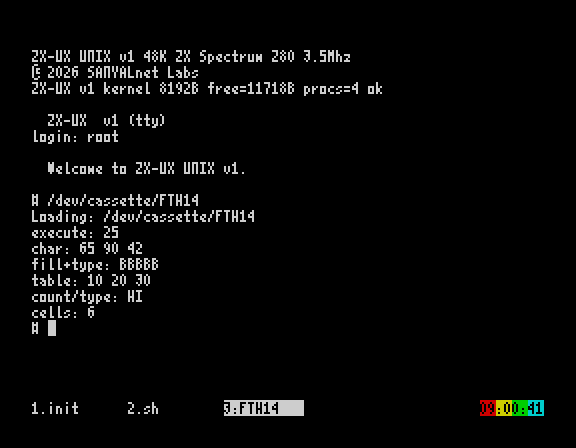 ZX-UX UNIX v1 48K ZX Spectrum Z80 3.5Mhz
© 2026 SANYALnet Labs
ZX-UX v1 kernel 8192B free=11718B procs=4 ok
ZX-UX  v1 (tty)
login: root
Welcome to ZX-UX UNIX v1.
# /dev/cassette/FTH14
Loading: /dev/cassette/FTH14
execute: 25
char: 65 90 42
fill+type: BBBBB
table: 10 20 30
count/type: HI
cells: 6
#
1.init 2.sh 3.FTH14 09:00:41